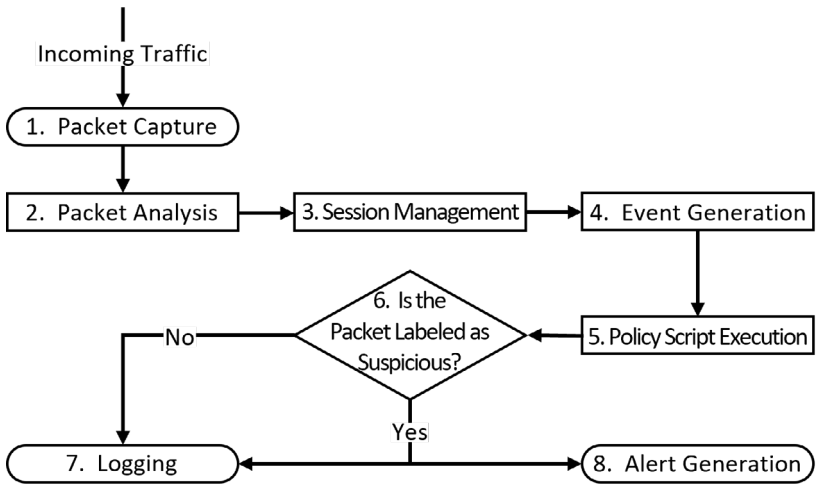 Incoming Traffic
1. Packet Capture
2. Packet Analysis
3. Session Management
4. Event Generation
5. Policy Script Execution
6. Is the
Packet Labeled as
Suspicious?
No
Yes
7. Logging
8. Alert Generation